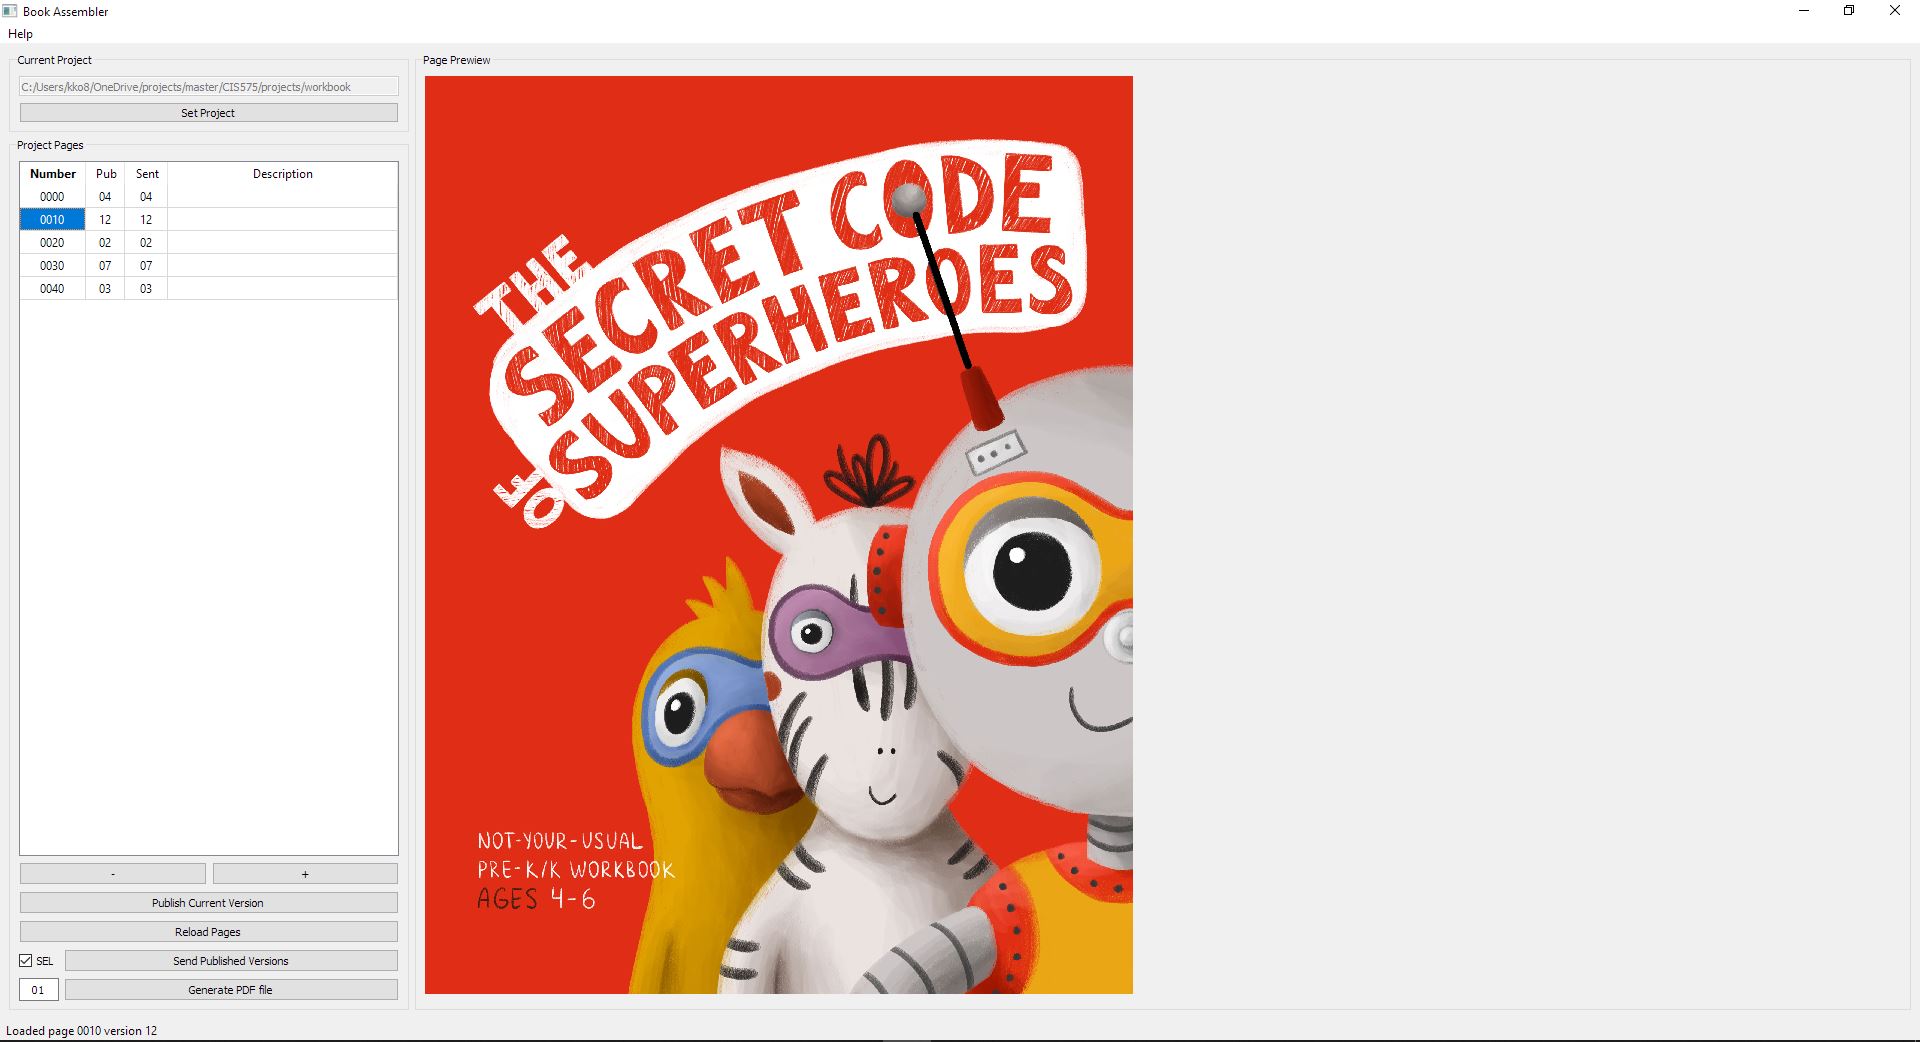 Book Assembler
Help
Current Project
C:/Users/kko8/OneDrive/projects/master/CIS575/projects/workbook
Set Project
Project Pages
Number Pub Sent Description
0000 04 04
0010 12 12
0020 02 02
0030 07 07
0040 03 03
- +
Publish Current Version
Reload Pages
SEL Send Published Versions
01 Generate PDF file
Loaded page 0010 version 12
Page Preview
THE
SECRET CODE
OF
SUPERHEROES
NOT-YOUR-USUAL
PRE-K/K WORKBOOK
AGES 4-6